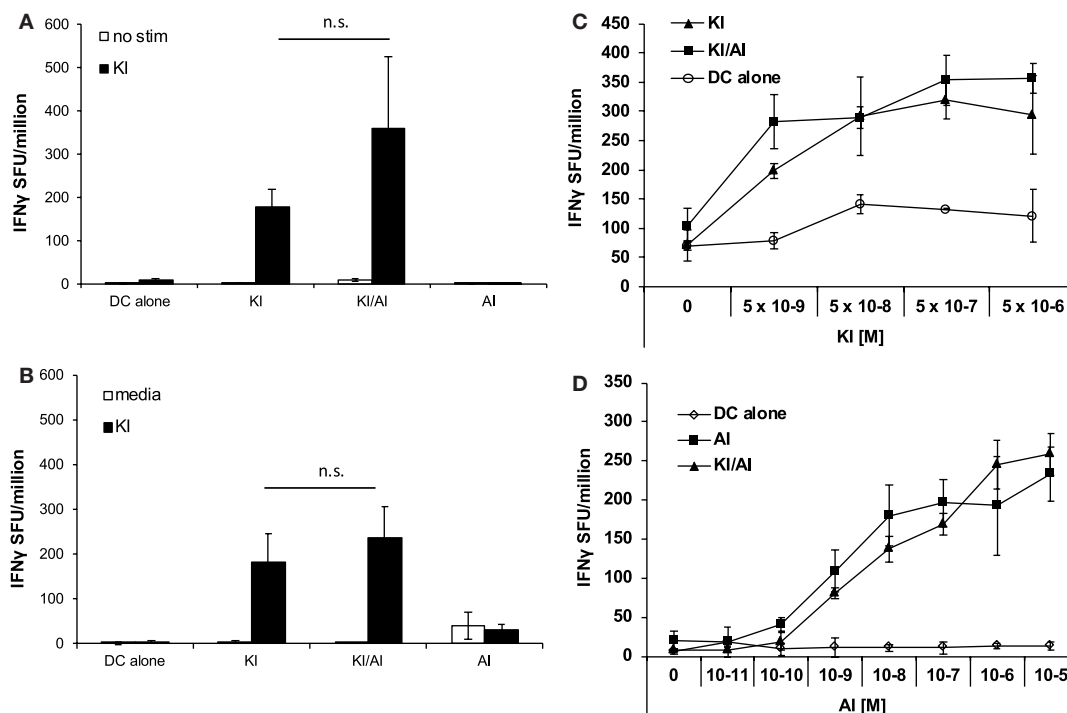 A
600
500
400
300
200
100
0
IFNγ SFU/million
no stim
KI
n.s.
DC alone KI KI/AI AI
B
600
500
400
300
200
100
0
IFNγ SFU/million
media
KI
n.s.
DC alone KI KI/AI AI
C
450
400
350
300
250
200
150
100
50
0
IFNγ SFU/million
KI
KI/AI
DC alone
0 5 x 10-9 5 x 10-8 5 x 10-7 5 x 10-6
KI [M]
D
350
300
250
200
150
100
50
0
IFNγ SFU/million
DC alone
AI
KI/AI
0 10-11 10-10 10-9 10-8 10-7 10-6 10-5
AI [M]